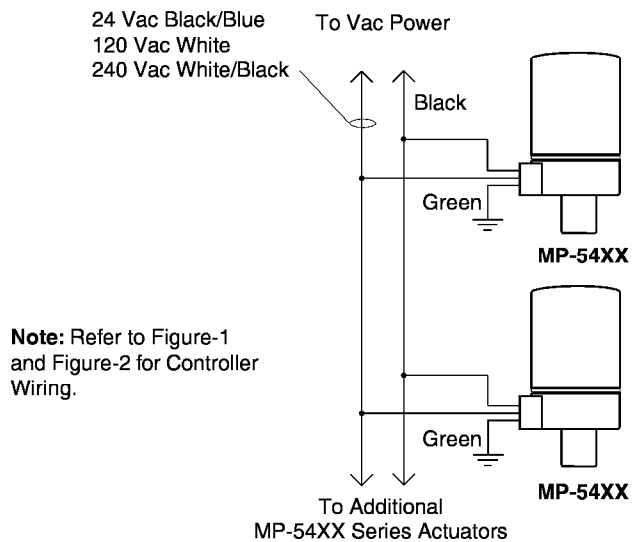 24 Vac Black/Blue
120 Vac White
240 Vac White/Black
To Vac Power
Black
Green
MP-54XX
Note: Refer to Figure-1
and Figure-2 for Controller
Wiring.
Green
MP-54XX
To Additional
MP-54XX Series Actuators